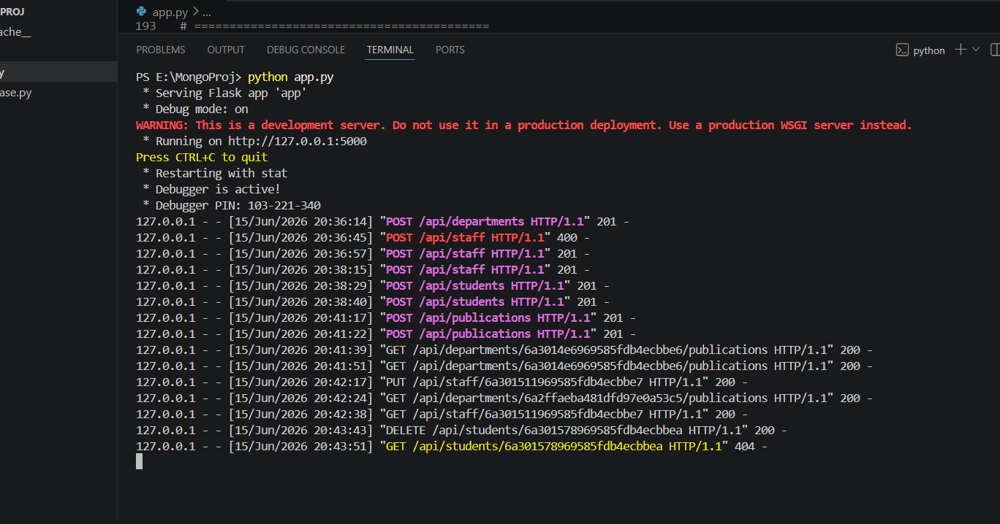 PROJ
ache__
y
ase.py
app.py > ...
193 # ==========================================
PROBLEMS OUTPUT DEBUG CONSOLE TERMINAL PORTS python
PS E:\MongoProj> python app.py
* Serving Flask app 'app'
* Debug mode: on
WARNING: This is a development server. Do not use it in a production deployment. Use a production WSGI server instead.
* Running on http://127.0.0.1:5000
Press CTRL+C to quit
* Restarting with stat
* Debugger is active!
* Debugger PIN: 103-221-340
127.0.0.1 - - [15/Jun/2026 20:36:14] "POST /api/departments HTTP/1.1" 201 -
127.0.0.1 - - [15/Jun/2026 20:36:45] "POST /api/staff HTTP/1.1" 400 -
127.0.0.1 - - [15/Jun/2026 20:36:57] "POST /api/staff HTTP/1.1" 201 -
127.0.0.1 - - [15/Jun/2026 20:38:15] "POST /api/staff HTTP/1.1" 201 -
127.0.0.1 - - [15/Jun/2026 20:38:29] "POST /api/students HTTP/1.1" 201 -
127.0.0.1 - - [15/Jun/2026 20:38:40] "POST /api/students HTTP/1.1" 201 -
127.0.0.1 - - [15/Jun/2026 20:41:17] "POST /api/publications HTTP/1.1" 201 -
127.0.0.1 - - [15/Jun/2026 20:41:22] "POST /api/publications HTTP/1.1" 201 -
127.0.0.1 - - [15/Jun/2026 20:41:39] "GET /api/departments/6a3014e6969585fdb4ecbbe6/publications HTTP/1.1" 200 -
127.0.0.1 - - [15/Jun/2026 20:41:51] "GET /api/departments/6a3014e6969585fdb4ecbbe6/publications HTTP/1.1" 200 -
127.0.0.1 - - [15/Jun/2026 20:42:17] "PUT /api/staff/6a301511969585fdb4ecbbe7 HTTP/1.1" 200 -
127.0.0.1 - - [15/Jun/2026 20:42:24] "GET /api/departments/6a2ffaeba481dfd97e0a53c5/publications HTTP/1.1" 200 -
127.0.0.1 - - [15/Jun/2026 20:42:38] "GET /api/staff/6a301511969585fdb4ecbbe7 HTTP/1.1" 200 -
127.0.0.1 - - [15/Jun/2026 20:43:43] "DELETE /api/students/6a301578969585fdb4ecbbea HTTP/1.1" 200 -
127.0.0.1 - - [15/Jun/2026 20:43:51] "GET /api/students/6a301578969585fdb4ecbbea HTTP/1.1" 404 -